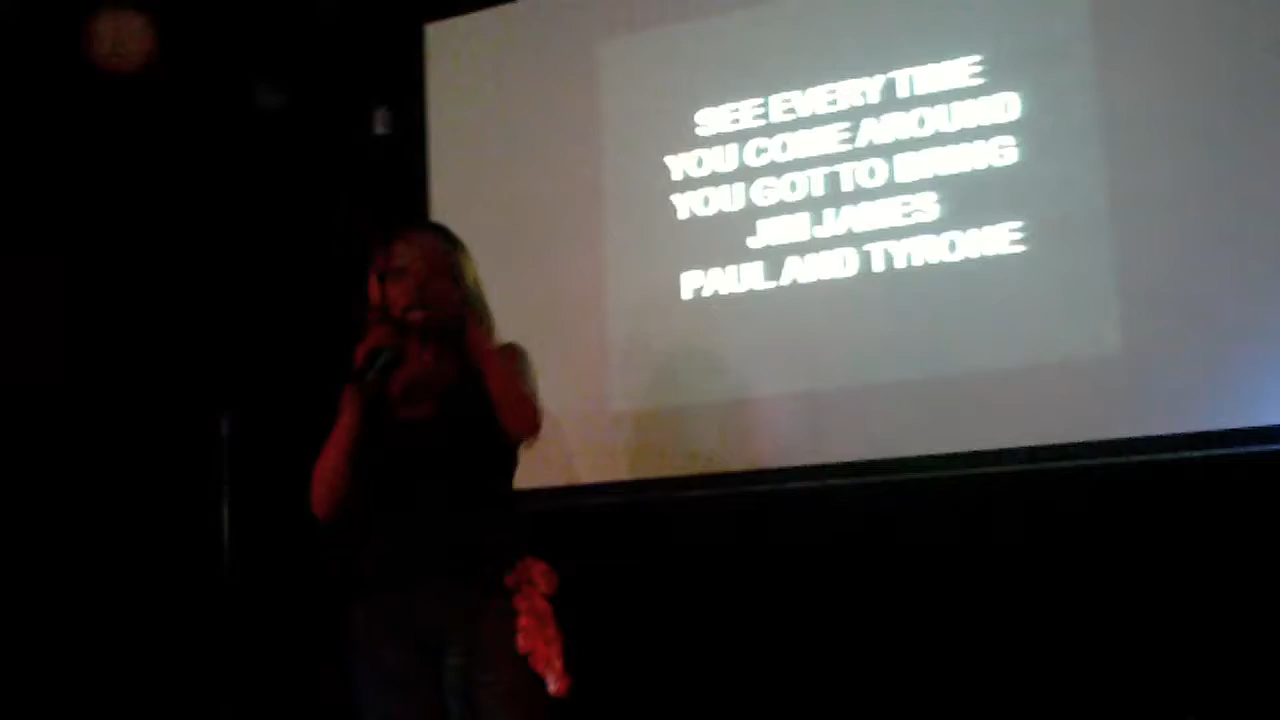 SEE EVERY TIME
YOU COME AROUND
YOU GOT TO BRING
JIM JAMES
PAUL AND TYRONE